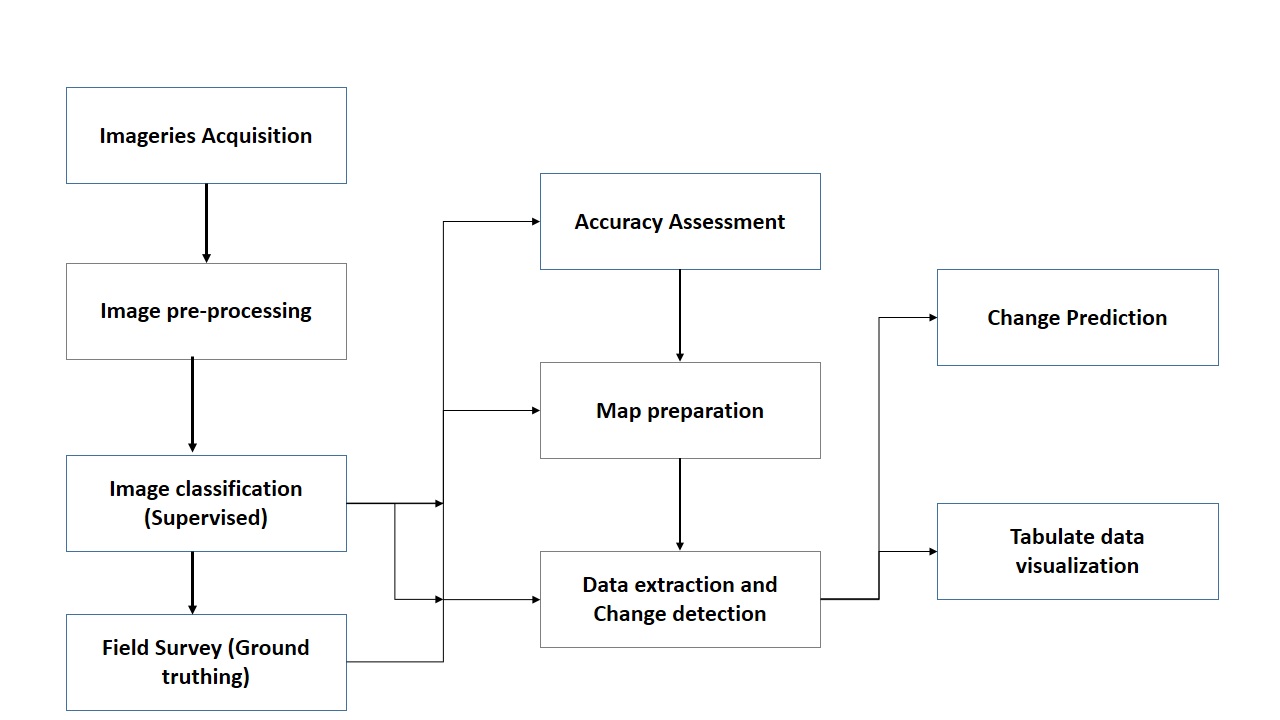 Imageries Acquisition
Image pre-processing
Image classification
(Supervised)
Field Survey (Ground
truthing)
Accuracy Assessment
Map preparation
Data extraction and
Change detection
Change Prediction
Tabulate data
visualization